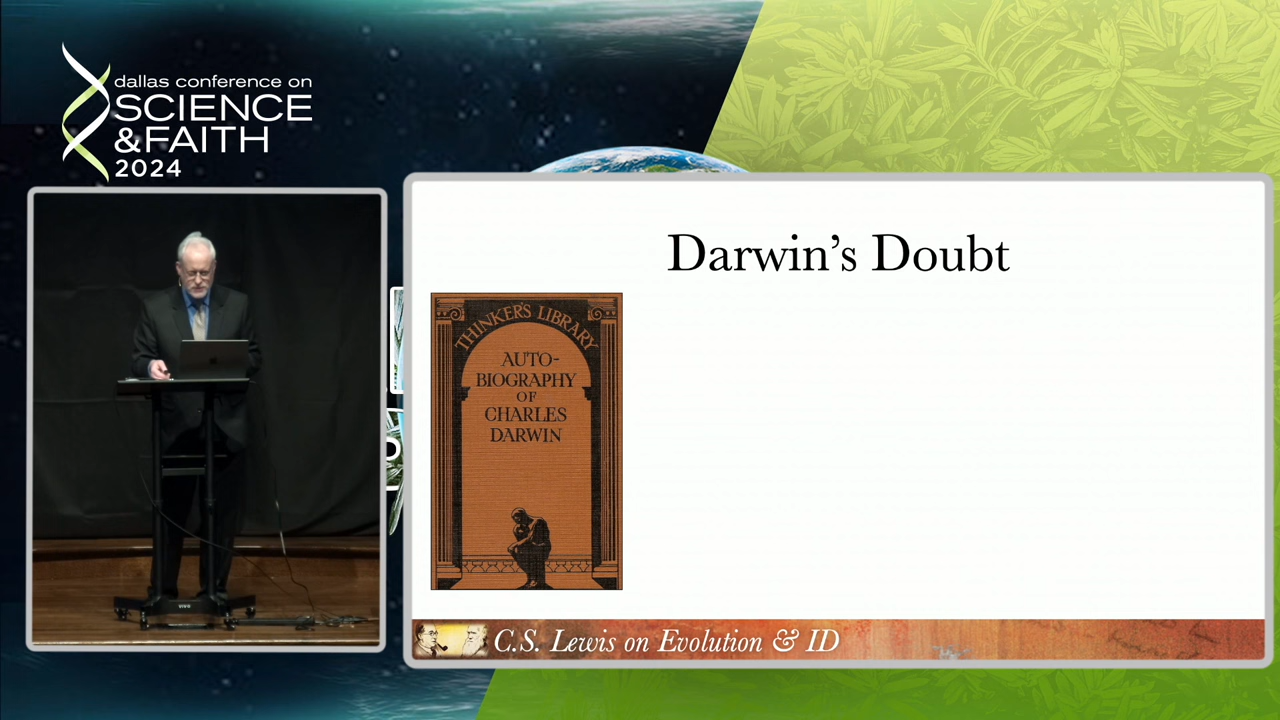 dallas conference on
SCIENCE
&FAITH
2024
Darwin's Doubt
THINKER'S LIBRARY
AUTO-
BIOGRAPHY
OF
CHARLES
DARWIN
VIVO
C.S. Lewis on Evolution & ID